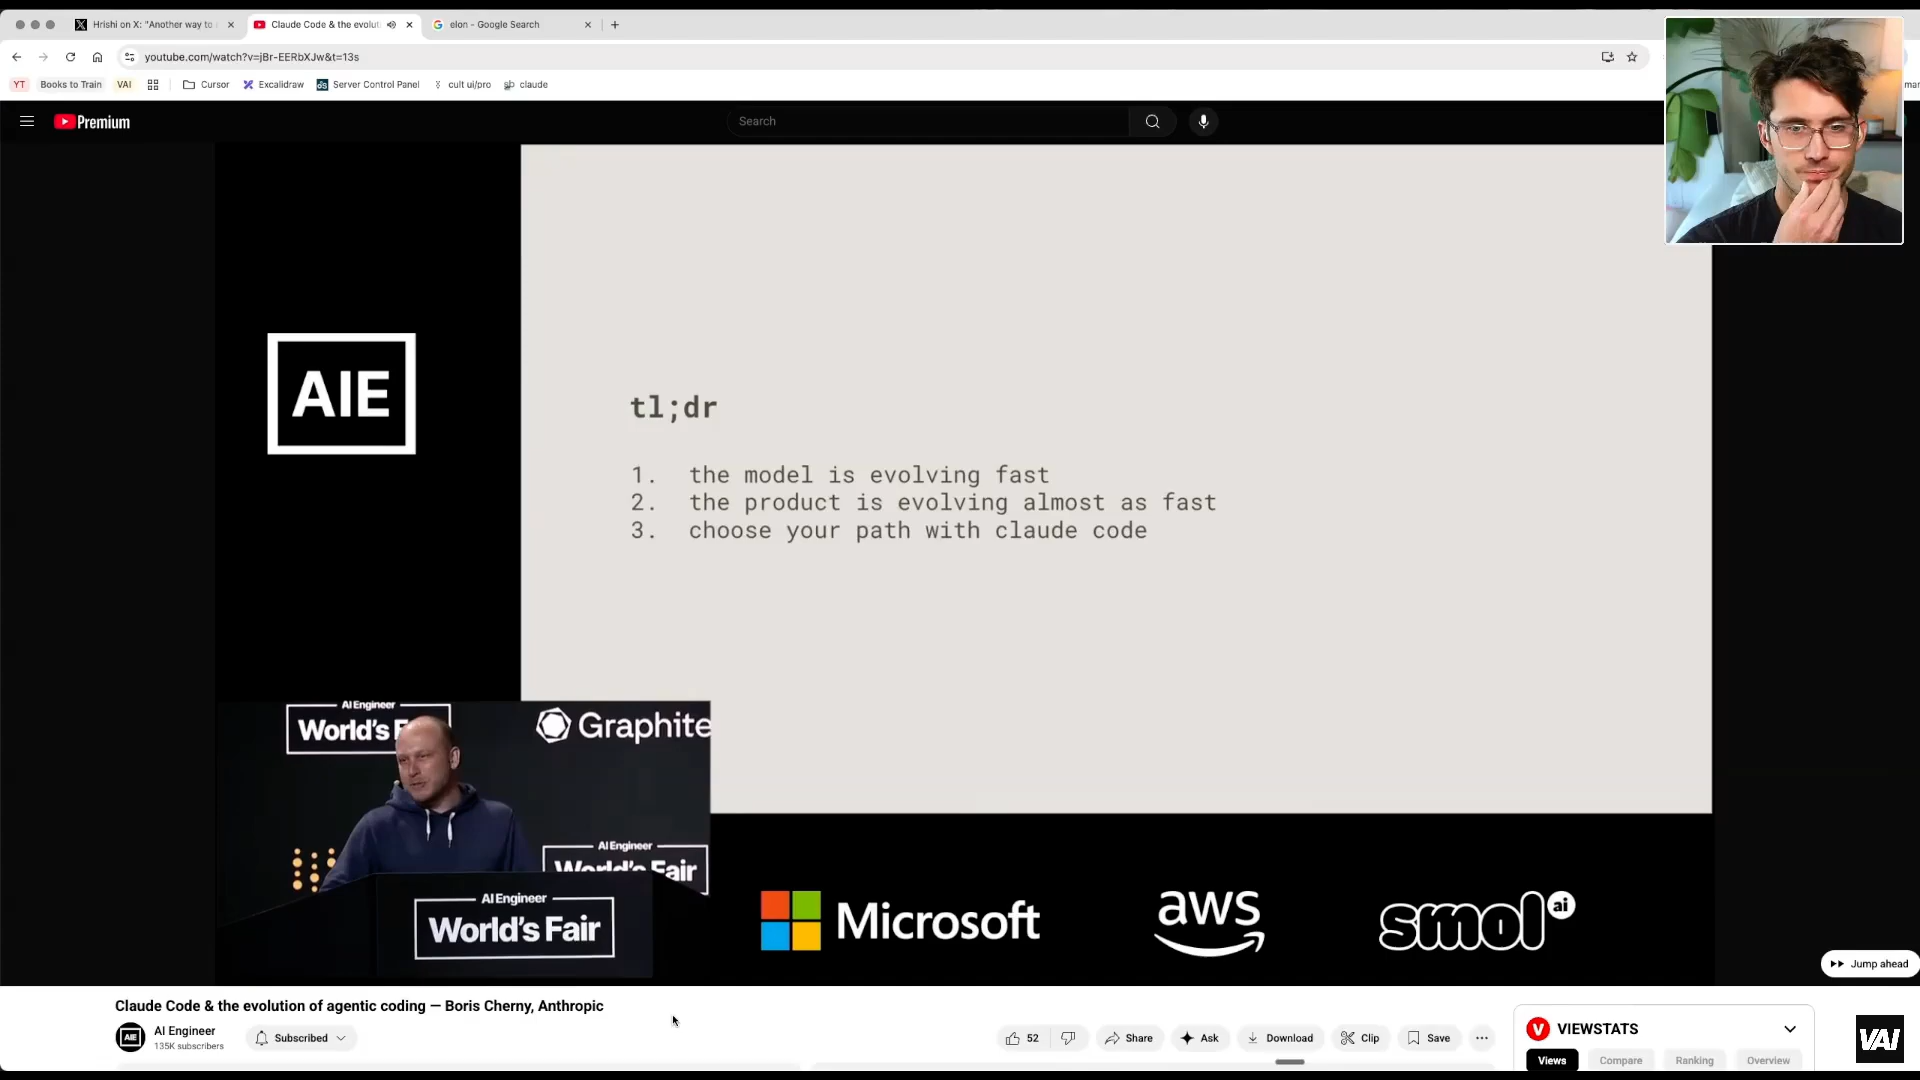 Hrishi on X: "Another way to
Claude Code & the evolut
elon - Google Search
youtube.com/watch?v=jBr-EERbXJw&t=13s
YT
Books to Train
VAI
Cursor
Excalidraw
Server Control Panel
cult ui/pro
claude
Premium
Search
AIE
tl;dr
1. the model is evolving fast
2. the product is evolving almost as fast
3. choose your path with claude code
AI Engineer
World's F
Graphite
AI Engineer
World's Fair
AI Engineer
World's Fair
Microsoft
aws
smol ai
Jump ahead
Claude Code & the evolution of agentic coding — Boris Cherny, Anthropic
AIE
AI Engineer
135K subscribers
Subscribed
52
Share
Ask
Download
Clip
Save
V
VIEWSTATS
Views
Compare
Ranking
Overview
VAI